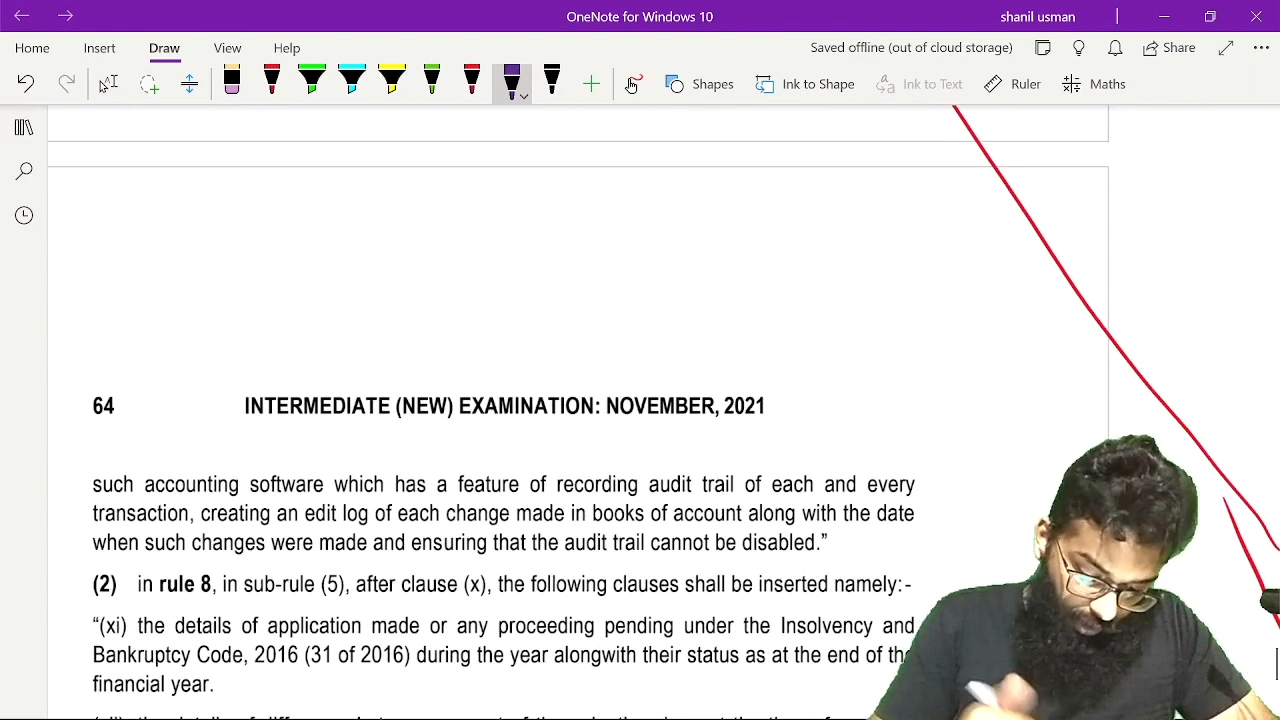 OneNote for Windows 10
shanil usman
Home Insert Draw View Help
Saved offline (out of cloud storage) Share
Shapes Ink to Shape Ink to Text Ruler Maths
64 INTERMEDIATE (NEW) EXAMINATION: NOVEMBER, 2021
such accounting software which has a feature of recording audit trail of each and every
transaction, creating an edit log of each change made in books of account along with the date
when such changes were made and ensuring that the audit trail cannot be disabled.”
(2) in rule 8, in sub-rule (5), after clause (x), the following clauses shall be inserted namely:-
“(xi) the details of application made or any proceeding pending under the Insolvency and
Bankruptcy Code, 2016 (31 of 2016) during the year alongwith their status as at the end of the
financial year.